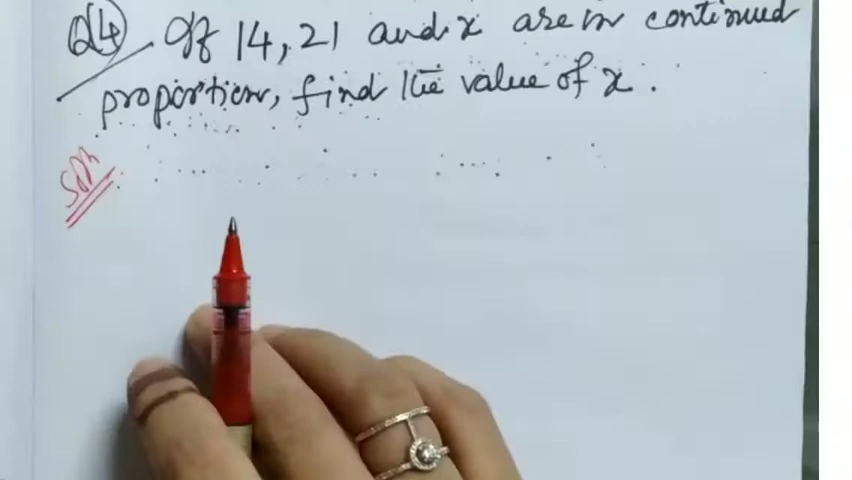 Q4. If 14, 21 and x are in continued
proportion, find the value of x.
Soln